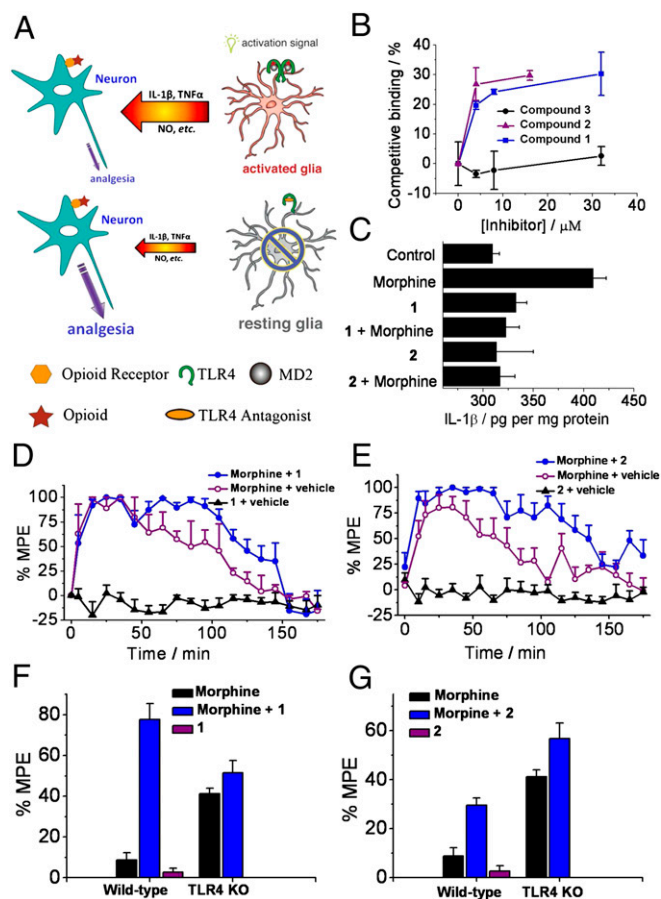 A
activation signal
Neuron
IL-1β, TNFα
NO, etc.
analgesia
activated glia
Neuron
IL-1β, TNFα
NO, etc.
analgesia
resting glia
Opioid Receptor
TLR4
MD2
Opioid
TLR4 Antagonist
B
Competitive binding / %
40
30
20
10
0
-10
Compound 3
Compound 2
Compound 1
0 10 20 30
[Inhibitor] / μM
C
Control
Morphine
1
1 + Morphine
2
2 + Morphine
300 350 400 450
IL-1β / pg per mg protein
D
% MPE
100
75
50
25
0
-25
Morphine + 1
Morphine + vehicle
1 + vehicle
0 50 100 150
Time / min
E
% MPE
100
75
50
25
0
-25
Morphine + 2
Morphine + vehicle
2 + vehicle
0 50 100 150
Time / min
F
% MPE
80
60
40
20
0
Morphine
Morphine + 1
1
Wild-type TLR4 KO
G
% MPE
60
40
20
0
Morphine
Morpine + 2
2
Wild-type TLR4 KO